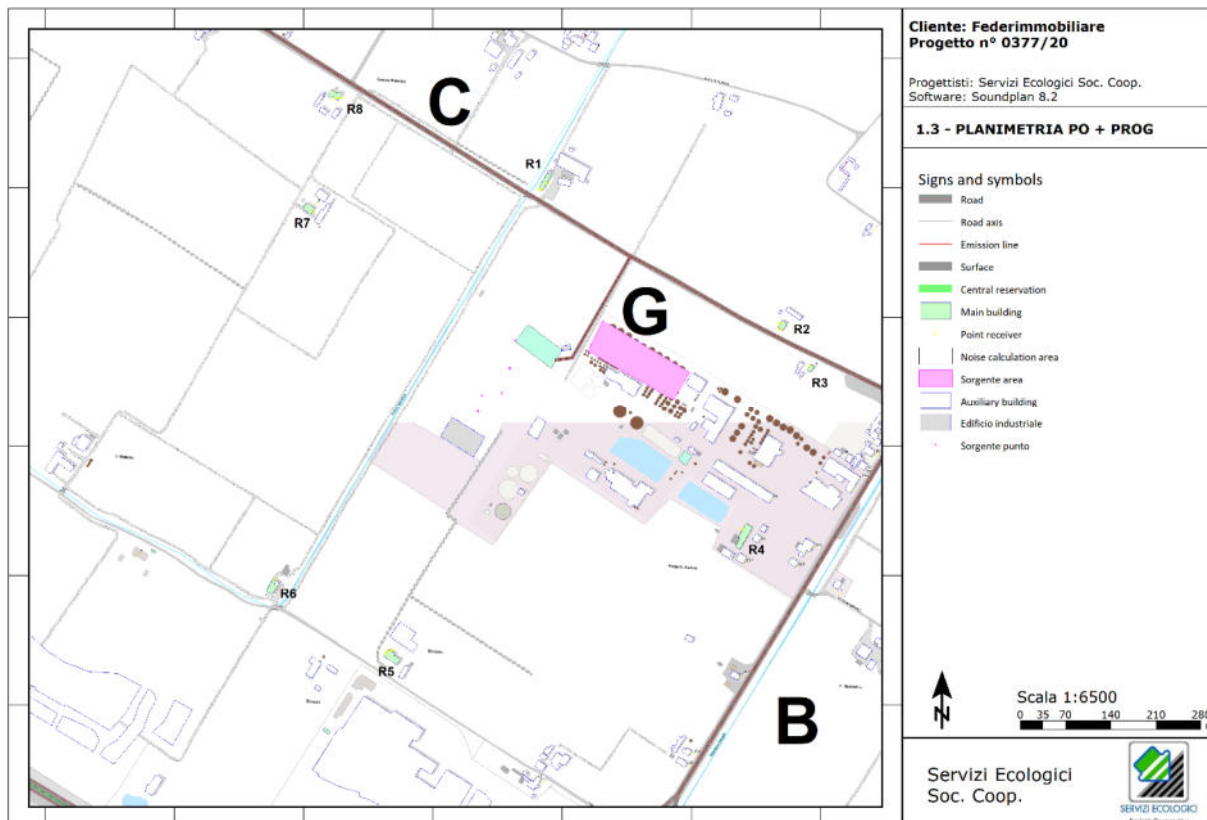 C
R8
R1
R7
G
R2
R3
R4
R6
R5
B
Cliente: Federimmobiliare
Progetto n° 0377/20
Progettisti: Servizi Ecologici Soc. Coop.
Software: Soundplan 8.2
1.3 - PLANIMETRIA PO + PROG
Signs and symbols
Road
Road axis
Emission line
Surface
Central reservation
Main building
Point receiver
Noise calculation area
Sorgente area
Auxiliary building
Edificio industriale
Sorgente punto
N
Scala 1:6500
0 35 70 140 210 280
Servizi Ecologici
Soc. Coop.
SERVIZI ECOLOGICI